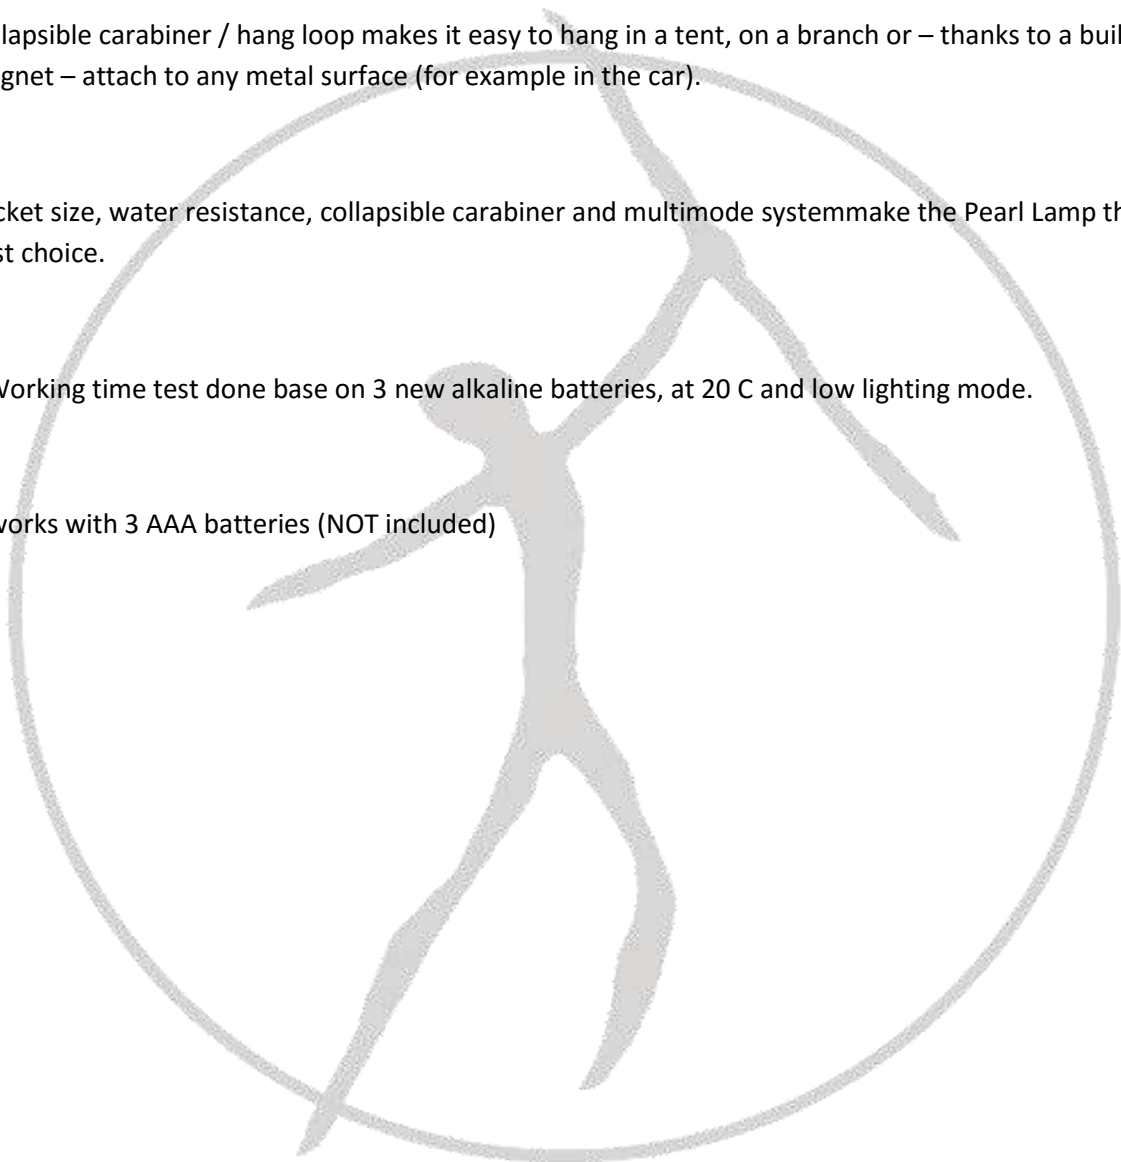 lapsible carabiner / hang loop makes it easy to hang in a tent, on a branch or – thanks to a buil
gnet – attach to any metal surface (for example in the car).
cket size, water resistance, collapsible carabiner and multimode systemmake the Pearl Lamp th
st choice.
Working time test done base on 3 new alkaline batteries, at 20 C and low lighting mode.
works with 3 AAA batteries (NOT included)